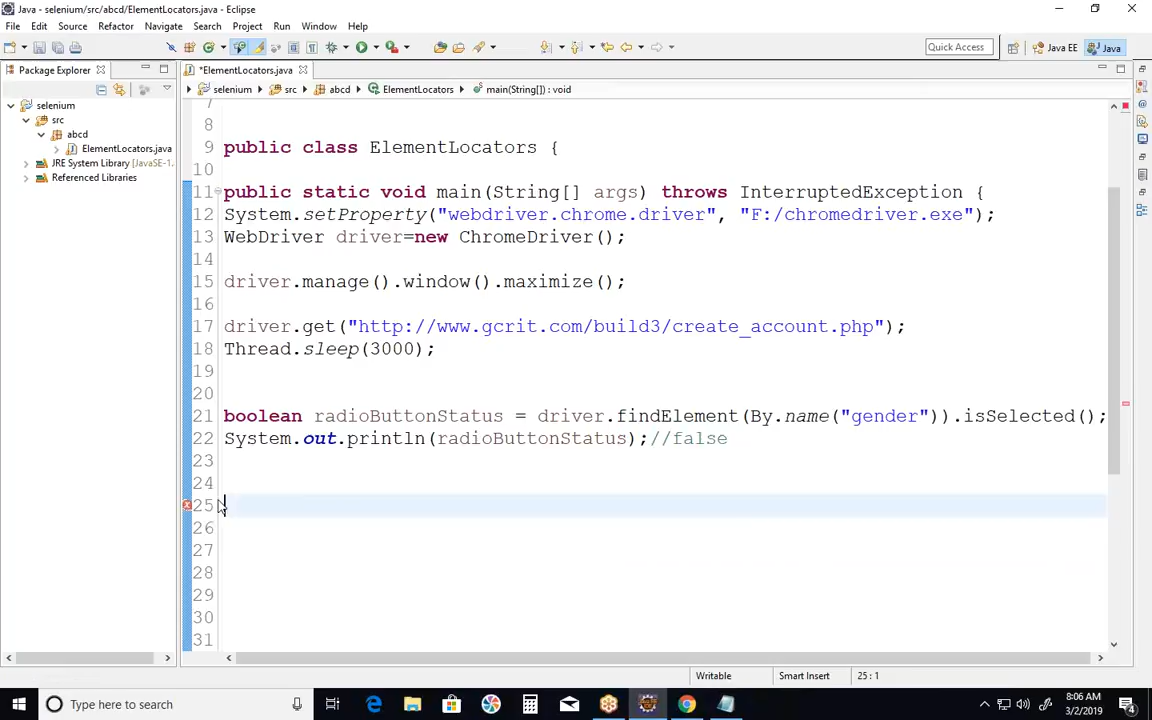 Java - selenium/src/abcd/ElementLocators.java - Eclipse
File Edit Source Refactor Navigate Search Project Run Window Help
Quick Access
Java EE
Java
Package Explorer
*ElementLocators.java
selenium
src
abcd
ElementLocators.java
JRE System Library [JavaSE-1.
Referenced Libraries
selenium src abcd ElementLocators main(String[]) : void
7
8
9 public class ElementLocators {
10
11 public static void main(String[] args) throws InterruptedException {
12 System.setProperty("webdriver.chrome.driver", "F:/chromedriver.exe");
13 WebDriver driver=new ChromeDriver();
14
15 driver.manage().window().maximize();
16
17 driver.get("http://www.gcrit.com/build3/create_account.php");
18 Thread.sleep(3000);
19
20
21 boolean radioButtonStatus = driver.findElement(By.name("gender")).isSelected();
22 System.out.println(radioButtonStatus);//false
23
24
25
26
27
28
29
30
31
Writable Smart Insert 25 : 1
Type here to search
8:06 AM
3/2/2019
4